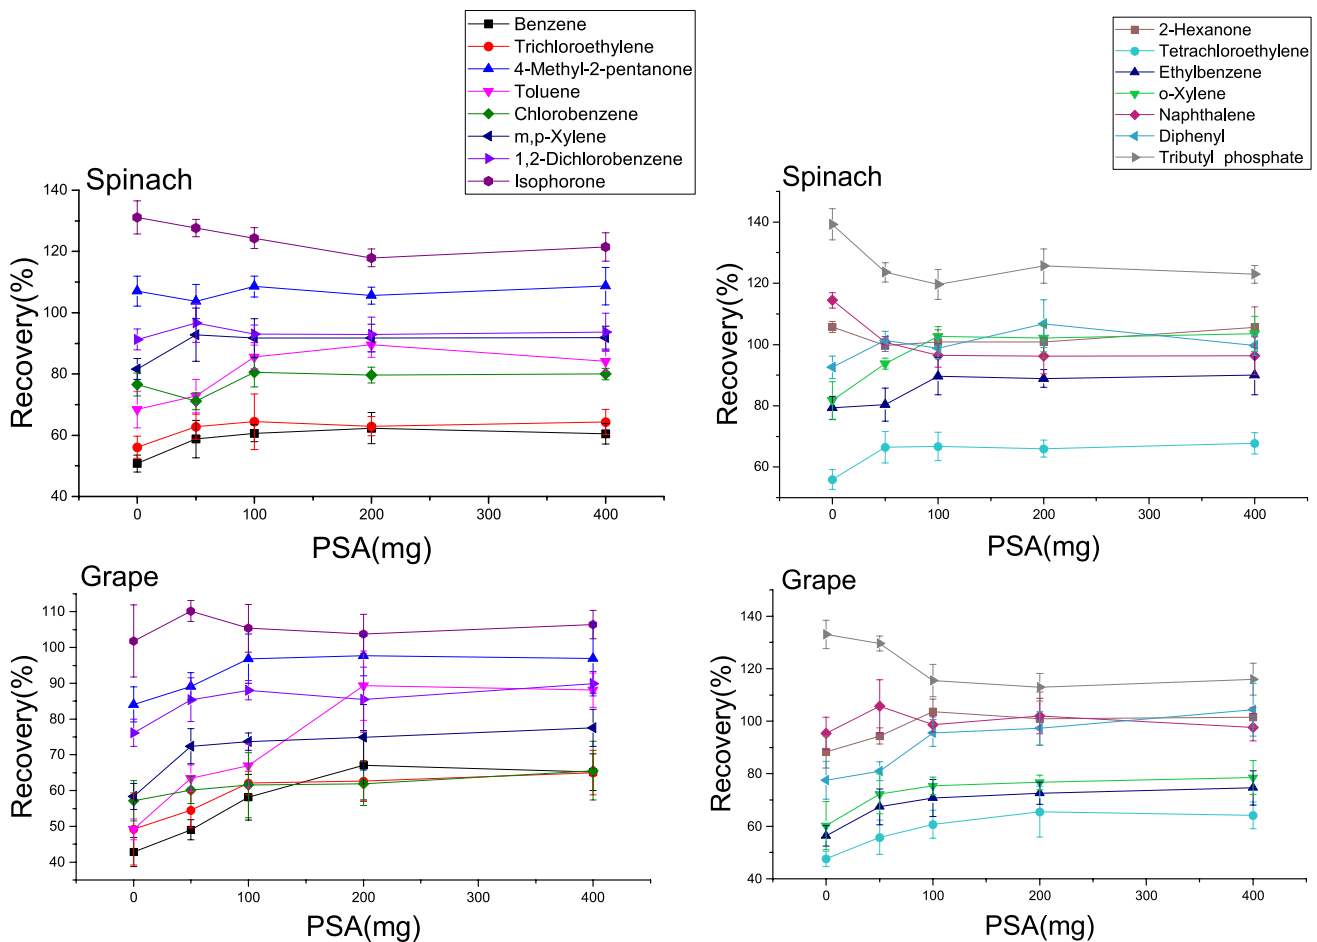 Benzene
Trichloroethylene
4-Methyl-2-pentanone
Toluene
Chlorobenzene
m,p-Xylene
1,2-Dichlorobenzene
Isophorone
2-Hexanone
Tetrachloroethylene
Ethylbenzene
o-Xylene
Naphthalene
Diphenyl
Tributyl phosphate
Spinach
Recovery(%)
140
120
100
80
60
40
0
100
200
300
400
PSA(mg)
Spinach
Recovery(%)
140
120
100
80
60
0
100
200
300
400
PSA(mg)
Grape
Recovery(%)
110
100
90
80
70
60
50
40
0
100
200
300
400
PSA(mg)
Grape
Recovery(%)
140
120
100
80
60
40
0
100
200
300
400
PSA(mg)